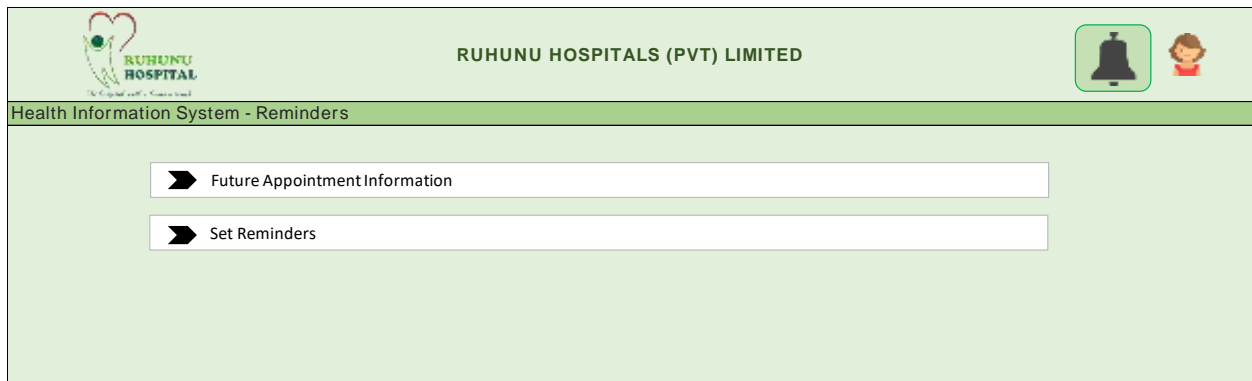 RUHUNU
HOSPITAL
RUHUNU HOSPITALS (PVT) LIMITED
Health Information System - Reminders
Future Appointment Information
Set Reminders